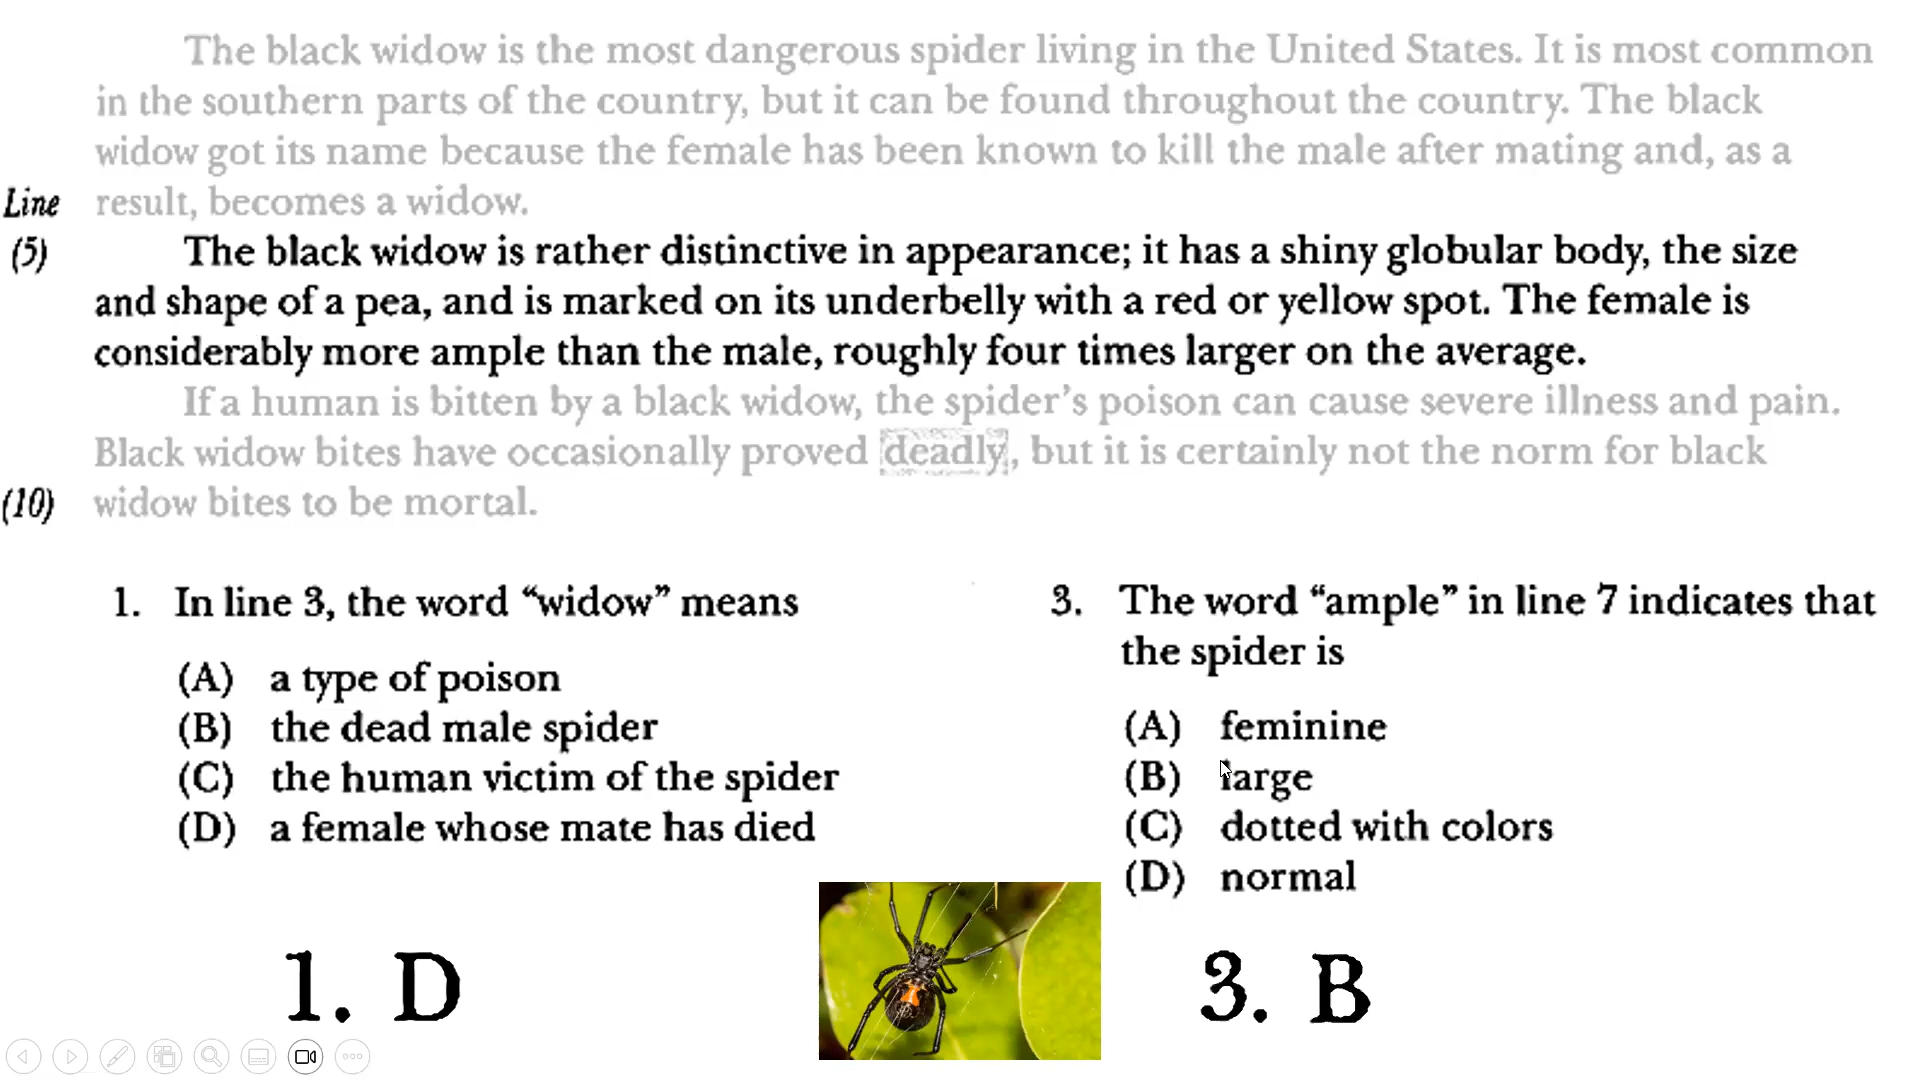 The black widow is the most dangerous spider living in the United States. It is most common
in the southern parts of the country, but it can be found throughout the country. The black
widow got its name because the female has been known to kill the male after mating and, as a
Line result, becomes a widow.
(5) The black widow is rather distinctive in appearance; it has a shiny globular body, the size
and shape of a pea, and is marked on its underbelly with a red or yellow spot. The female is
considerably more ample than the male, roughly four times larger on the average.
If a human is bitten by a black widow, the spider's poison can cause severe illness and pain.
Black widow bites have occasionally proved deadly, but it is certainly not the norm for black
(10) widow bites to be mortal.
1. In line 3, the word “widow” means
(A) a type of poison
(B) the dead male spider
(C) the human victim of the spider
(D) a female whose mate has died
3. The word “ample” in line 7 indicates that
the spider is
(A) feminine
(B) large
(C) dotted with colors
(D) normal
1. D
3. B